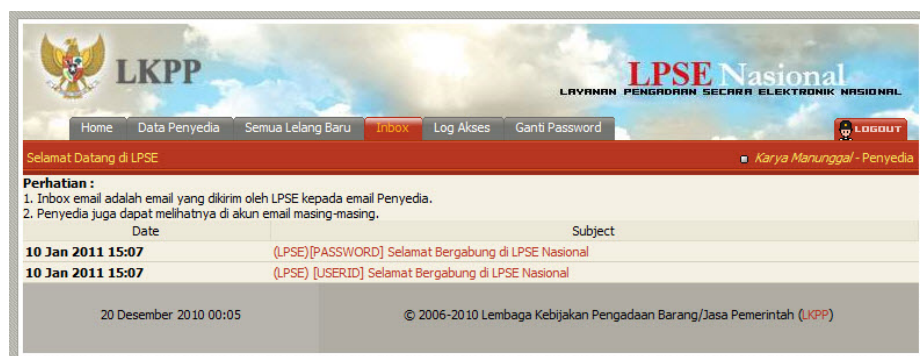 LKPP
LPSE Nasional
LAYANAN PENGADAAN SECARA ELEKTRONIK NASIONAL
Home Data Penyedia Semua Lelang Baru Inbox Log Akses Ganti Password LOGOUT
Selamat Datang di LPSE Karya Manunggal - Penyedia
Perhatian :
1. Inbox email adalah email yang dikirim oleh LPSE kepada email Penyedia.
2. Penyedia juga dapat melihatnya di akun email masing-masing.
Date Subject
10 Jan 2011 15:07 (LPSE)[PASSWORD] Selamat Bergabung di LPSE Nasional
10 Jan 2011 15:07 (LPSE) [USERID] Selamat Bergabung di LPSE Nasional
20 Desember 2010 00:05 © 2006-2010 Lembaga Kebijakan Pengadaan Barang/Jasa Pemerintah (LKPP)